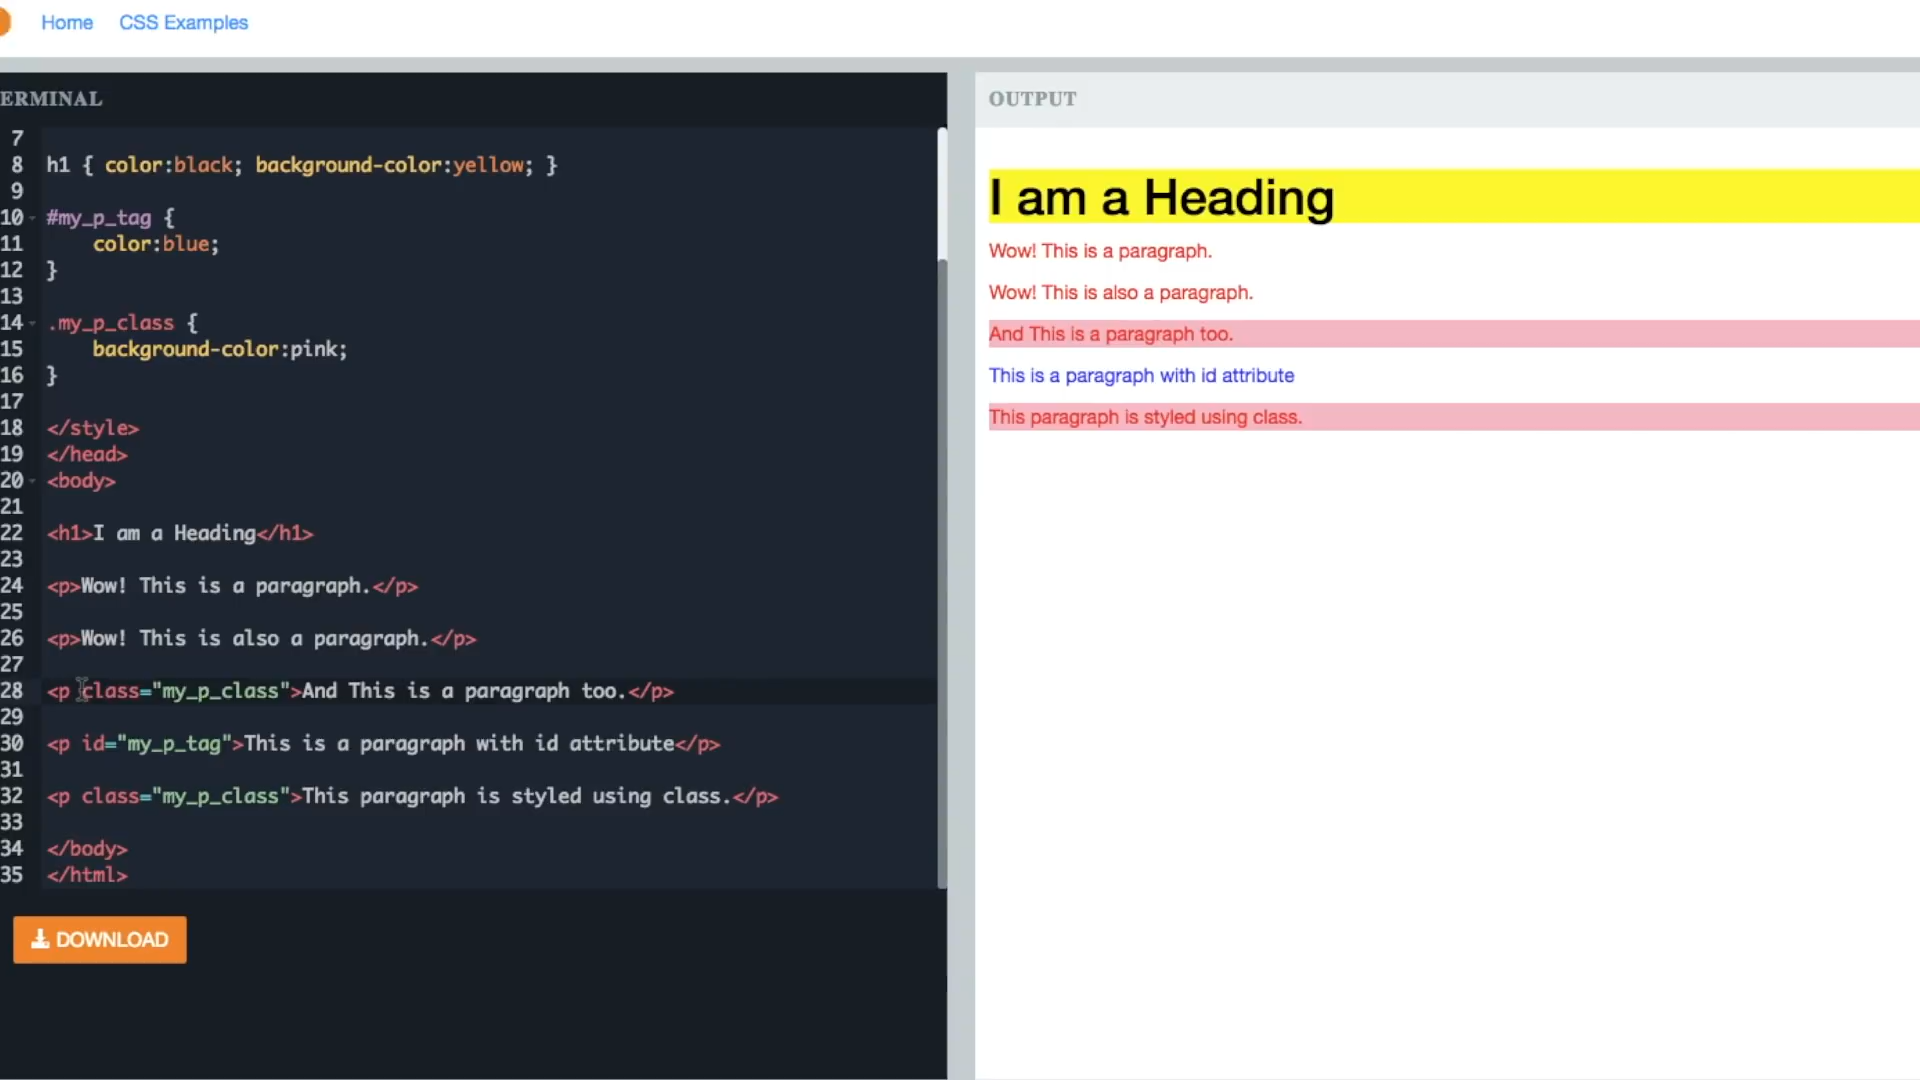 Home CSS Examples
ERMINAL
7
8 h1 { color:black; background-color:yellow; }
9
10 #my_p_tag {
11 color:blue;
12 }
13
14 .my_p_class {
15 background-color:pink;
16 }
17
18 </style>
19 </head>
20 <body>
21
22 <h1>I am a Heading</h1>
23
24 <p>Wow! This is a paragraph.</p>
25
26 <p>Wow! This is also a paragraph.</p>
27
28 <p class="my_p_class">And This is a paragraph too.</p>
29
30 <p id="my_p_tag">This is a paragraph with id attribute</p>
31
32 <p class="my_p_class">This paragraph is styled using class.</p>
33
34 </body>
35 </html>
DOWNLOAD
OUTPUT
I am a Heading
Wow! This is a paragraph.
Wow! This is also a paragraph.
And This is a paragraph too.
This is a paragraph with id attribute
This paragraph is styled using class.